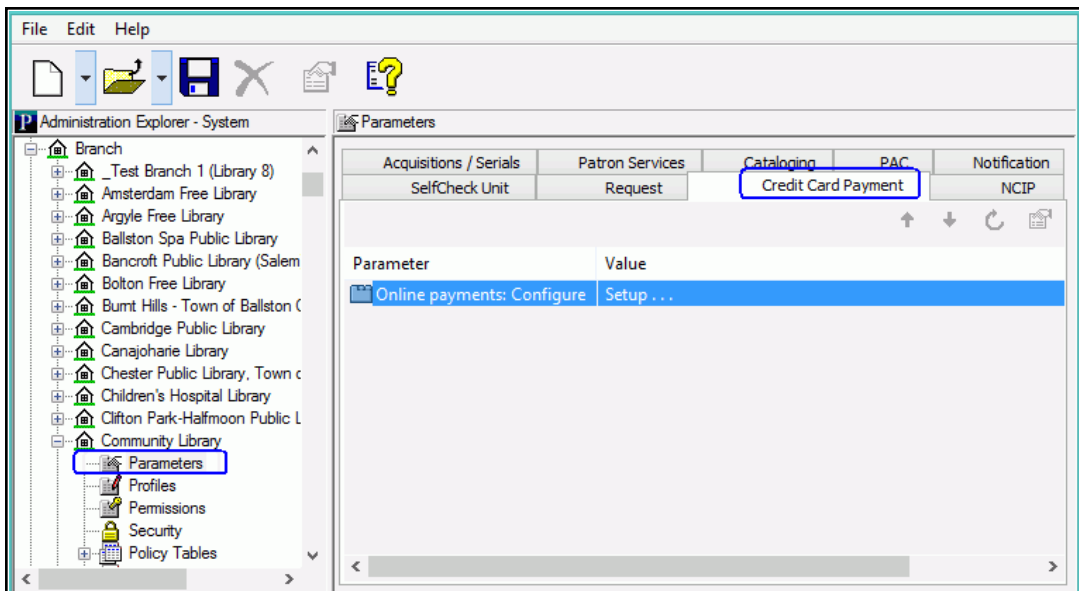 File Edit Help
Administration Explorer - System
Parameters
Branch
_Test Branch 1 (Library 8)
Amsterdam Free Library
Argyle Free Library
Ballston Spa Public Library
Bancroft Public Library (Salem
Bolton Free Library
Burnt Hills - Town of Ballston C
Cambridge Public Library
Canajoharie Library
Chester Public Library, Town c
Children's Hospital Library
Clifton Park-Halfmoon Public L
Community Library
Parameters
Profiles
Permissions
Security
Policy Tables
Acquisitions / Serials Patron Services Cataloging PAC Notification
SelfCheck Unit Request Credit Card Payment NCIP
Parameter Value
Online payments: Configure Setup . . .